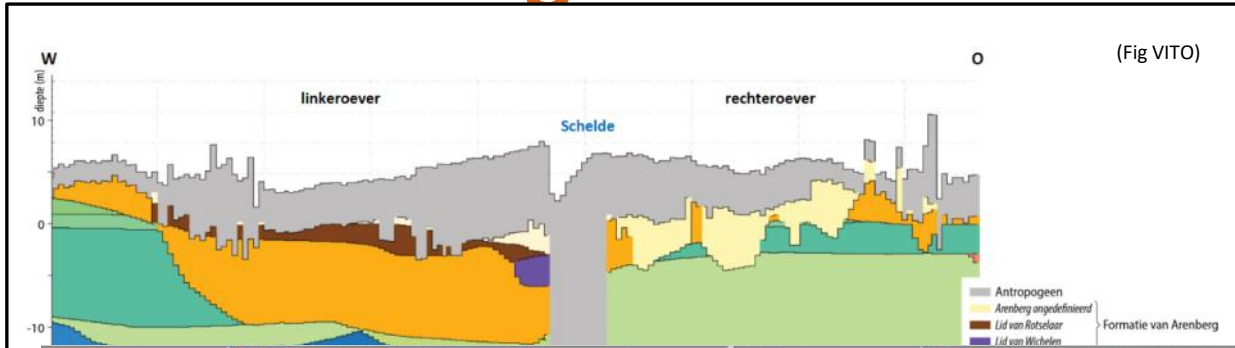 W
O
(Fig VITO)
diepte (m)
linkeroever
rechteroever
Schelde
10
0
-10
Antropogeen
Arenberg ongedefinieerd
Lid van Rotselaar
Lid van Wichelen
Formatie van Arenberg